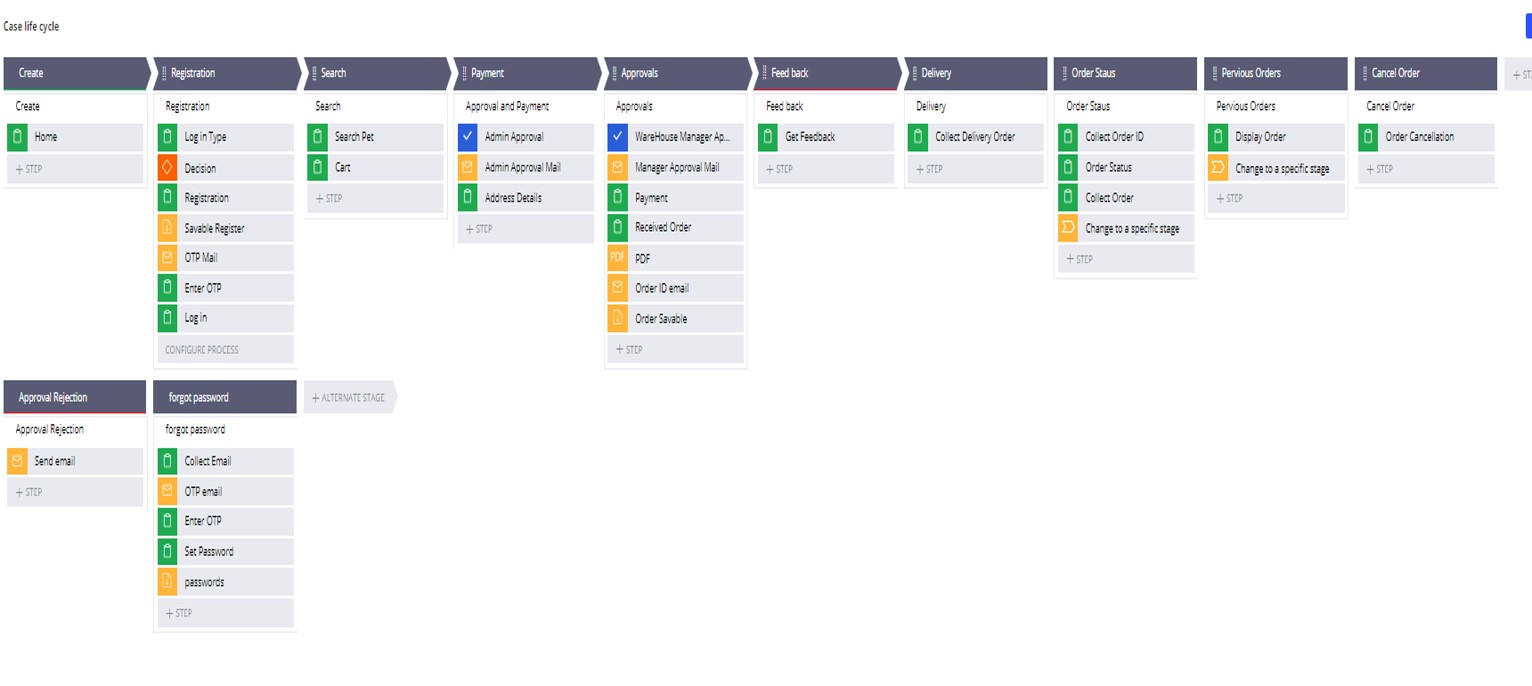 Case life cycle
Create
Registration
Search
Payment
Approvals
Feed back
Delivery
Order Staus
Pervious Orders
Cancel Order
Create
Home
+ STEP
Registration
Log in Type
Decision
Registration
Savable Register
OTP Mail
Enter OTP
Log in
CONFIGURE PROCESS
Search
Search Pet
Cart
+ STEP
Approval and Payment
Admin Approval
Admin Approval Mail
Address Details
+ STEP
Approvals
WareHouse Manager Ap...
Manager Approval Mail
Payment
Received Order
PDF PDF
Order ID email
Order Savable
+ STEP
Feed back
Get Feedback
+ STEP
Delivery
Collect Delivery Order
+ STEP
Order Staus
Collect Order ID
Order Status
Collect Order
Change to a specific stage
+ STEP
Pervious Orders
Display Order
Change to a specific stage
+ STEP
Cancel Order
Order Cancellation
+ STEP
Approval Rejection
forgot password
+ ALTERNATE STAGE
Approval Rejection
Send email
+ STEP
forgot password
Collect Email
OTP email
Enter OTP
Set Password
passwords
+ STEP